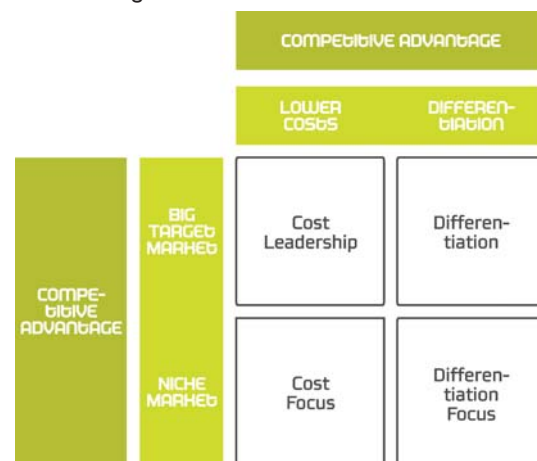 COMPETITIVE ADVANTAGE
LOWER
COSTS
DIFFEREN-
TIATION
BIG
TARGET
MARKET
Cost
Leadership
Differen-
tiation
COMPE-
TITIVE
ADVANTAGE
NICHE
MARKET
Cost
Focus
Differen-
tiation
Focus